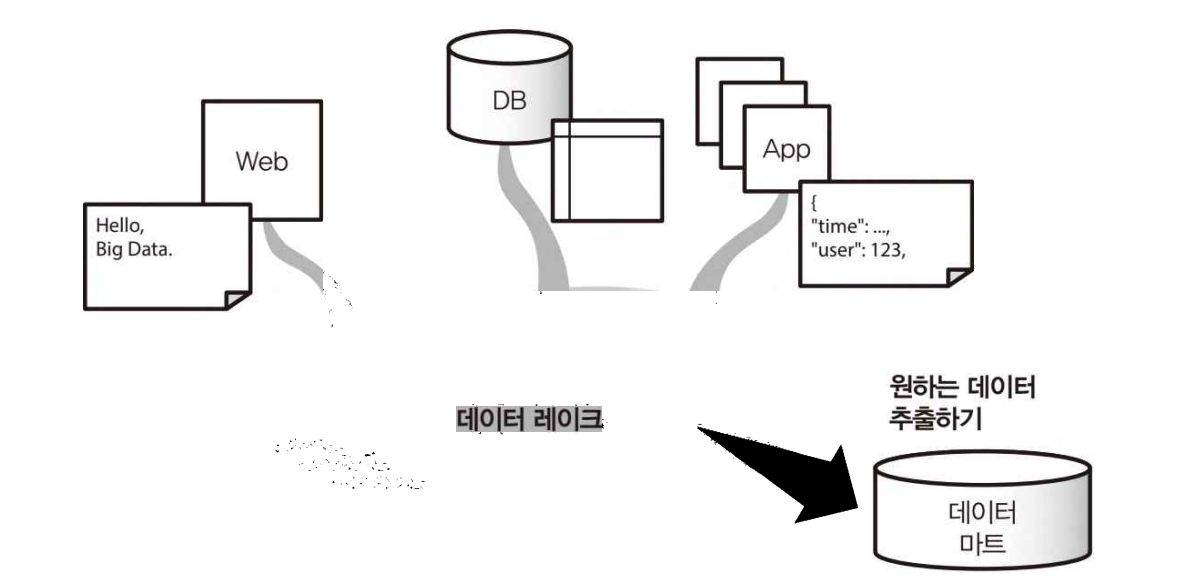 DB
Web
App
Hello,
Big Data.
{
"time": ...,
"user": 123,
데이터 레이크
원하는 데이터
추출하기
데이터
마트